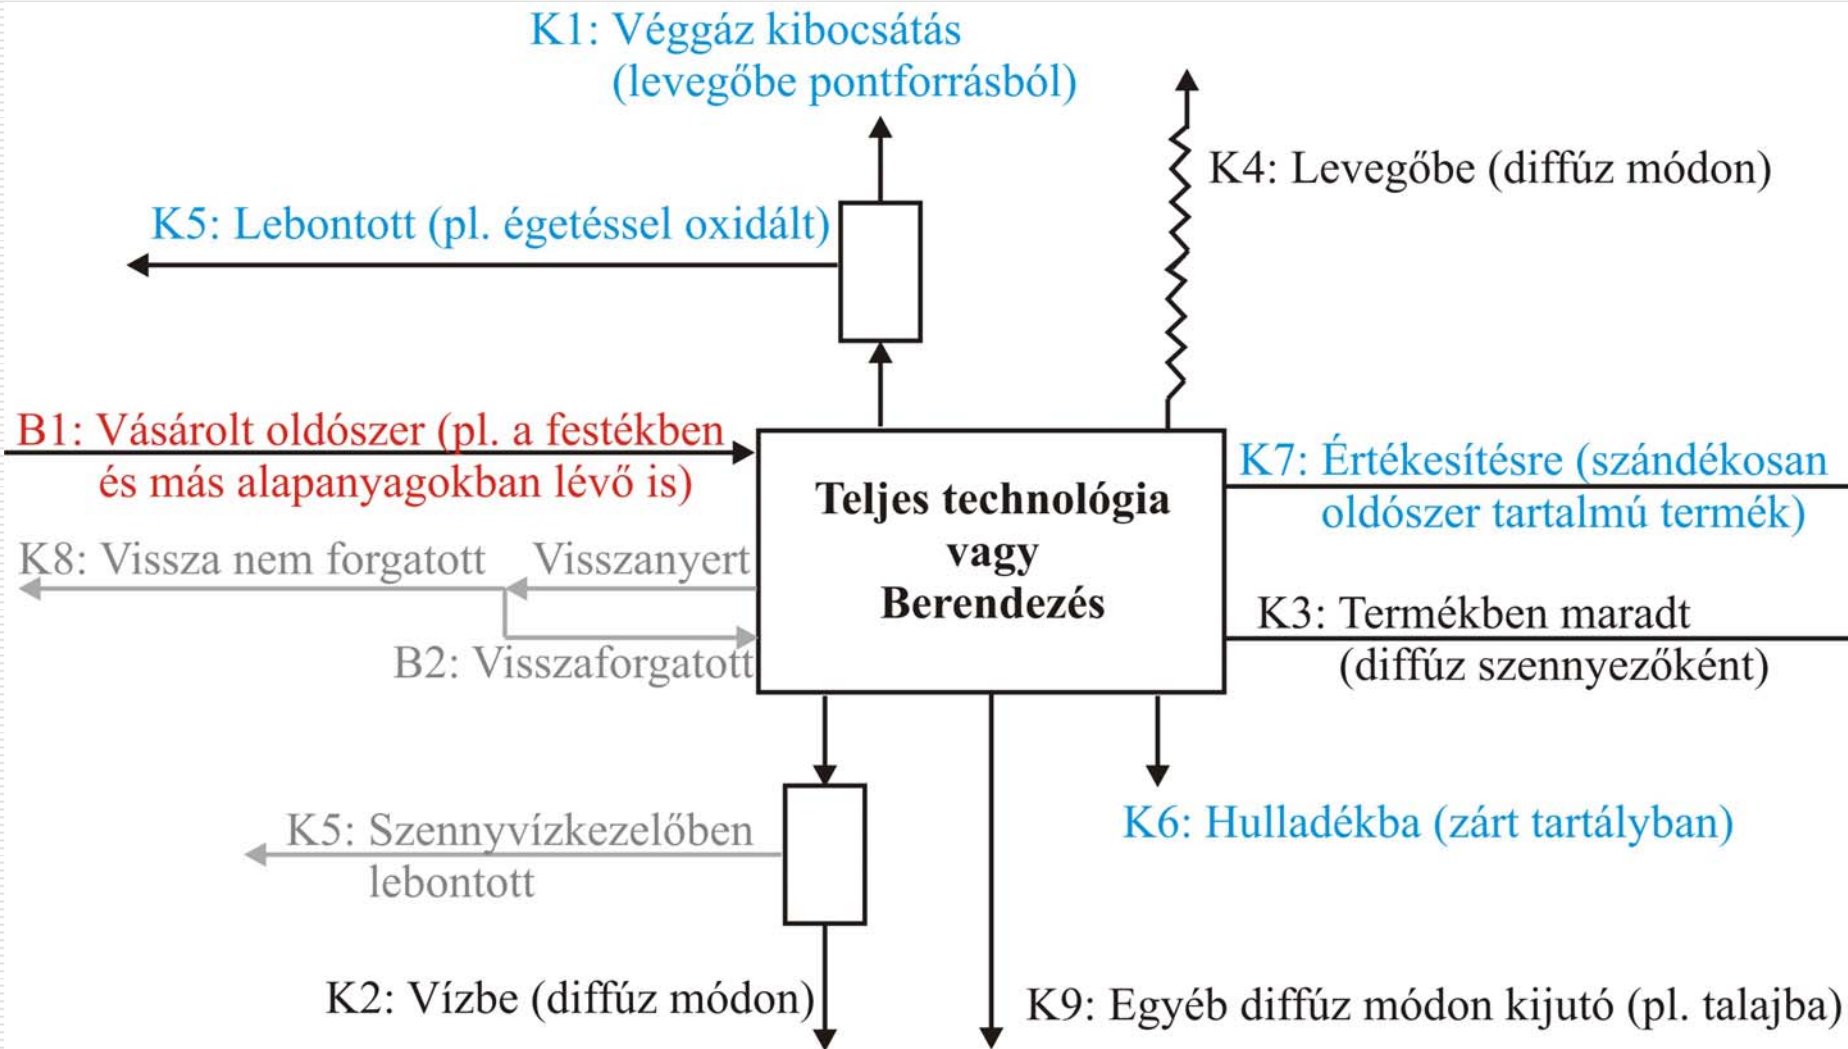 K1: Véggáz kibocsátás
(levegőbe pontforrásból)
K4: Levegőbe (diffúz módon)
K5: Lebontott (pl. égetéssel oxidált)
B1: Vásárolt oldószer (pl. a festékben
és más alapanyagokban lévő is)
K8: Vissza nem forgatott
Visszanyert
B2: Visszaforgatott
Teljes technológia
vagy
Berendezés
K7: Értékesítésre (szándékosan
oldószer tartalmú termék)
K3: Termékben maradt
(diffúz szennyezőként)
K5: Szennyvízkezelőben
lebontott
K6: Hulladékba (zárt tartályban)
K2: Vízbe (diffúz módon)
K9: Egyéb diffúz módon kijutó (pl. talajba)